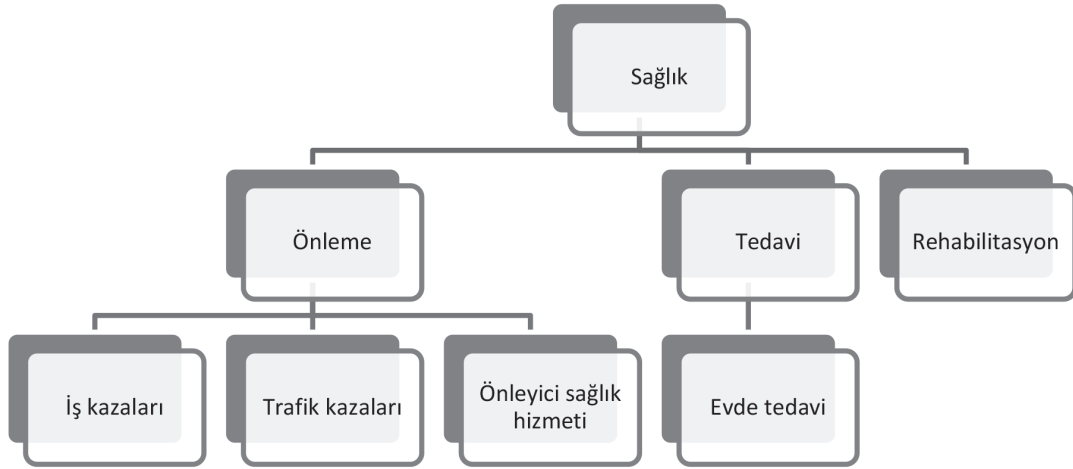 Sağlık
Önleme
Tedavi
Rehabilitasyon
İş kazaları
Trafik kazaları
Önleyici sağlık
hizmeti
Evde tedavi